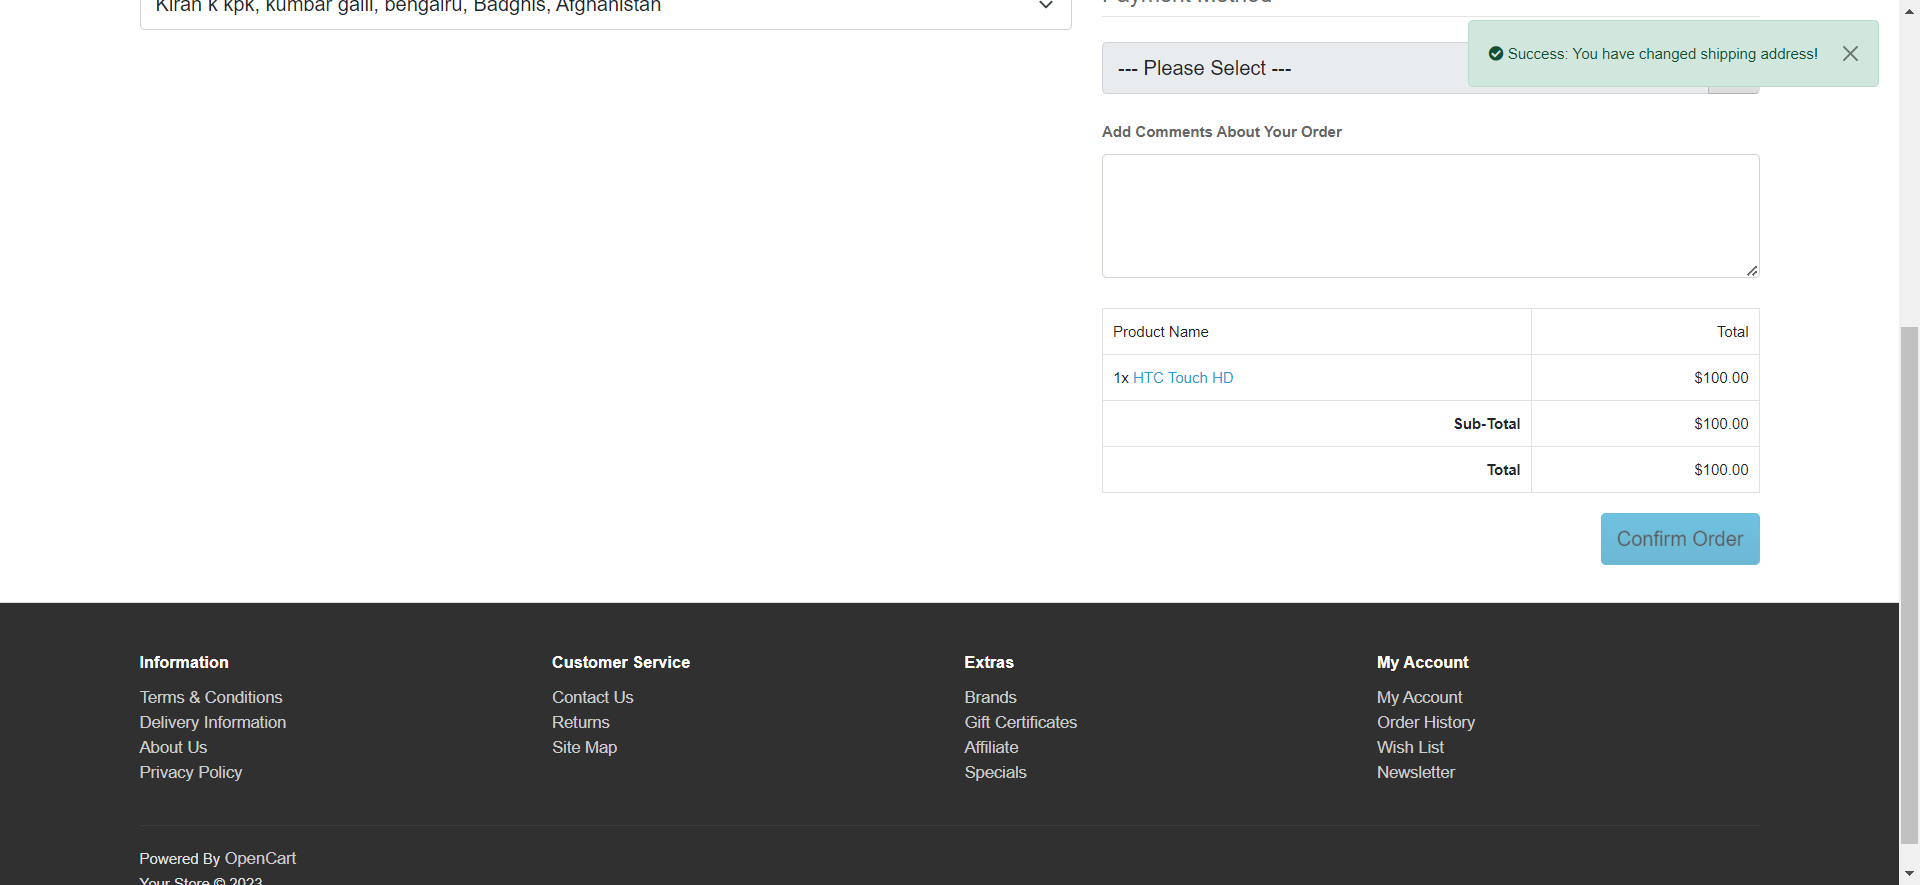 Kiran k kpk, kumbar galli, bengalru, Badghis, Afghanistan
Payment Method
--- Please Select ---
Success: You have changed shipping address!
Add Comments About Your Order
Product Name Total
1x HTC Touch HD $100.00
Sub-Total $100.00
Total $100.00
Confirm Order
Information
Terms & Conditions
Delivery Information
About Us
Privacy Policy
Customer Service
Contact Us
Returns
Site Map
Extras
Brands
Gift Certificates
Affiliate
Specials
My Account
My Account
Order History
Wish List
Newsletter
Powered By OpenCart
Your Store © 2023